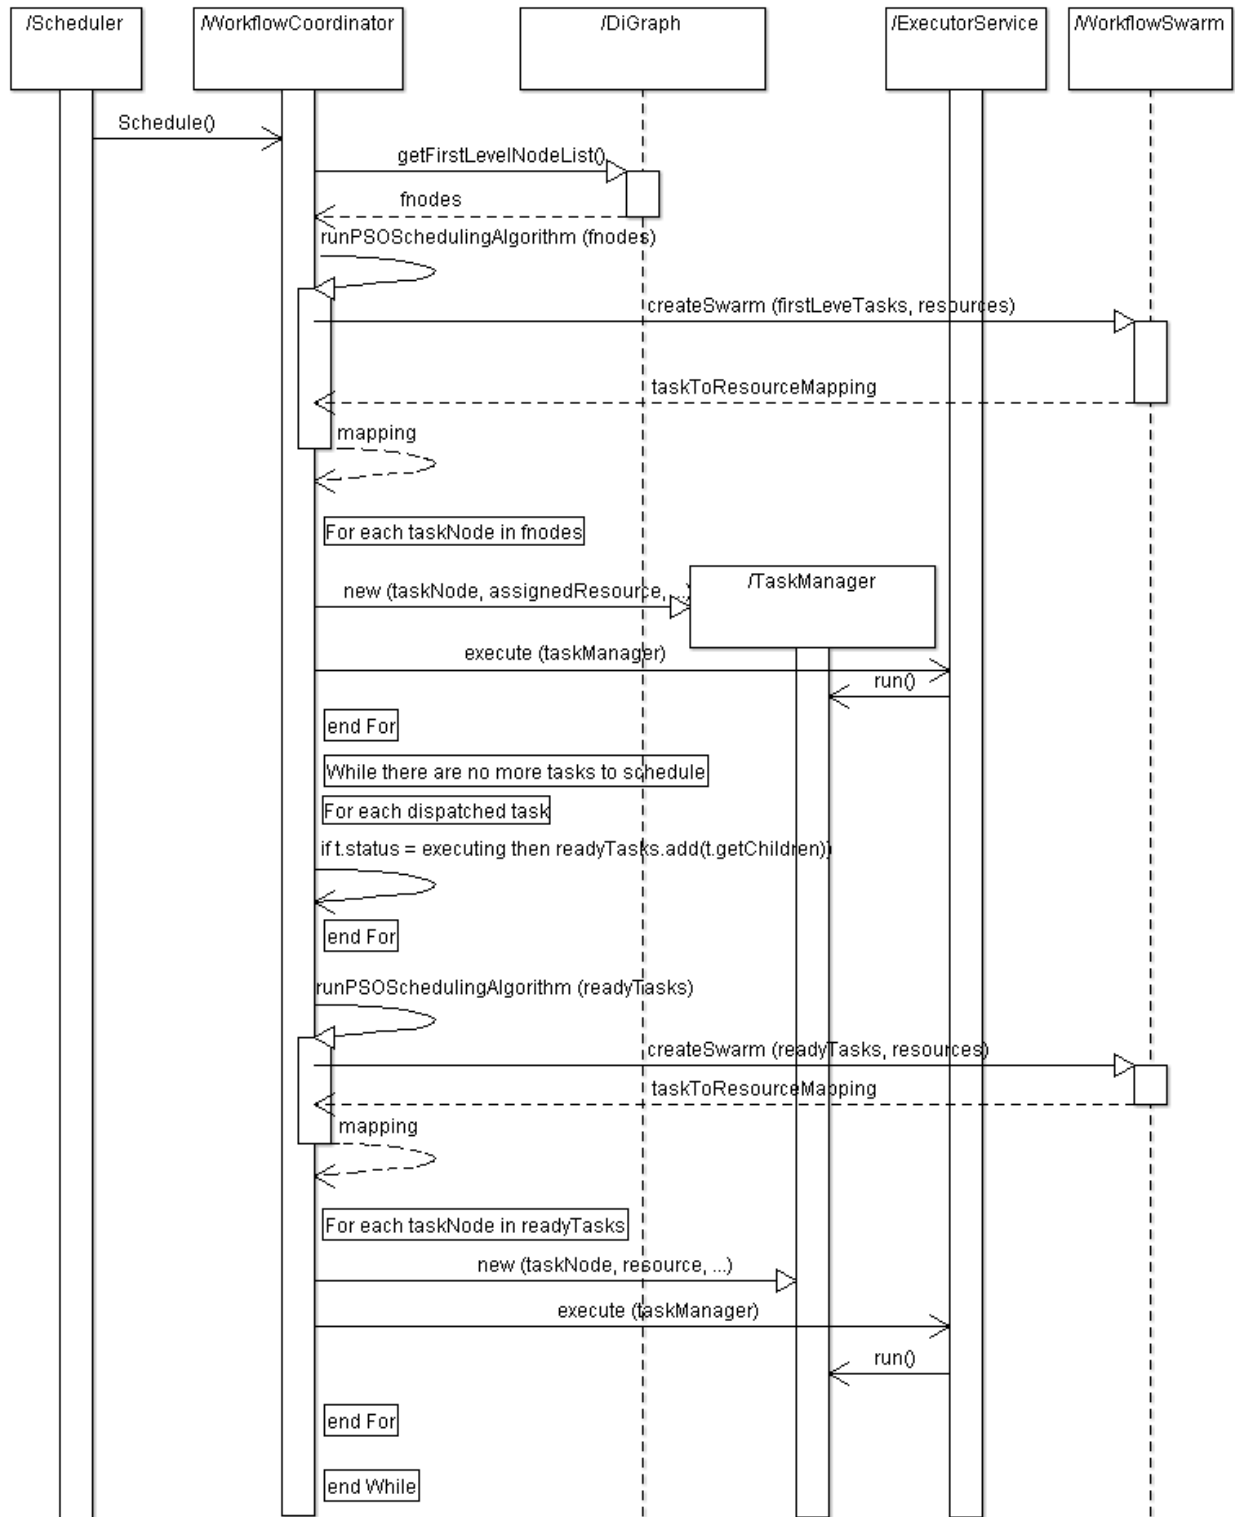 /Scheduler
/WorkflowCoordinator
/DiGraph
/ExecutorService
/WorkflowSwarm
Schedule()
getFirstLevelNodeList()
fnodes
runPSOSchedulingAlgorithm (fnodes)
createSwarm (firstLeveTasks, resources)
taskToResourceMapping
mapping
For each taskNode in fnodes
/TaskManager
new (taskNode, assignedResource, ...)
execute (taskManager)
run()
end For
While there are no more tasks to schedule
For each dispatched task
if t.status = executing then readyTasks.add(t.getChildren))
end For
runPSOSchedulingAlgorithm (readyTasks)
createSwarm (readyTasks, resources)
taskToResourceMapping
mapping
For each taskNode in readyTasks
new (taskNode, resource, ...)
execute (taskManager)
run()
end For
end While